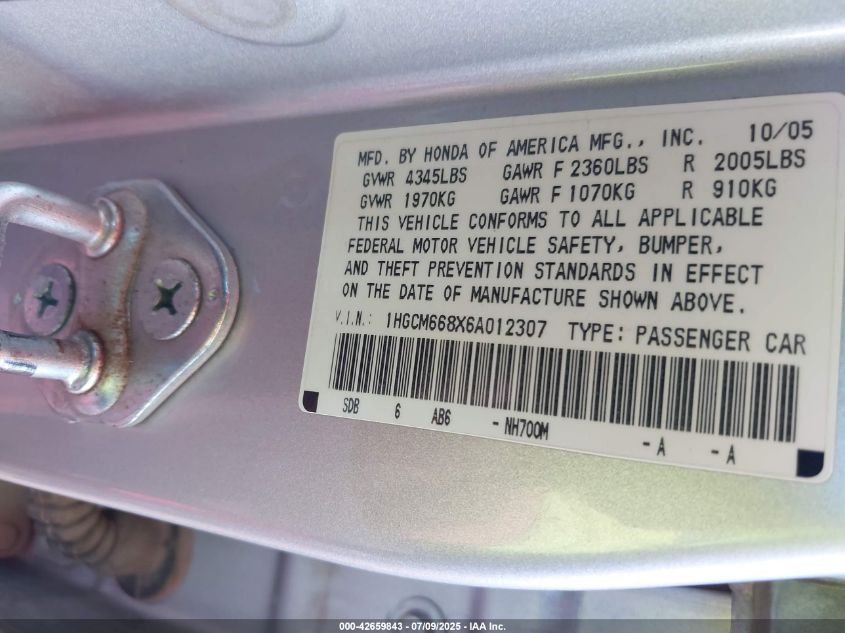 MFD. BY HONDA OF AMERICA MFG., INC. 10/05
GVWR 4345LBS GAWR F 2360LBS R 2005LBS
GVWR 1970KG GAWR F 1070KG R 910KG
THIS VEHICLE CONFORMS TO ALL APPLICABLE
FEDERAL MOTOR VEHICLE SAFETY, BUMPER,
AND THEFT PREVENTION STANDARDS IN EFFECT
ON THE DATE OF MANUFACTURE SHOWN ABOVE.
V.I.N.: 1HGCM668X6A012307 TYPE: PASSENGER CAR
SDB 6 AB6 - NH700M - A - A
000-42659843 / 07/09/2025 - IAA Inc.